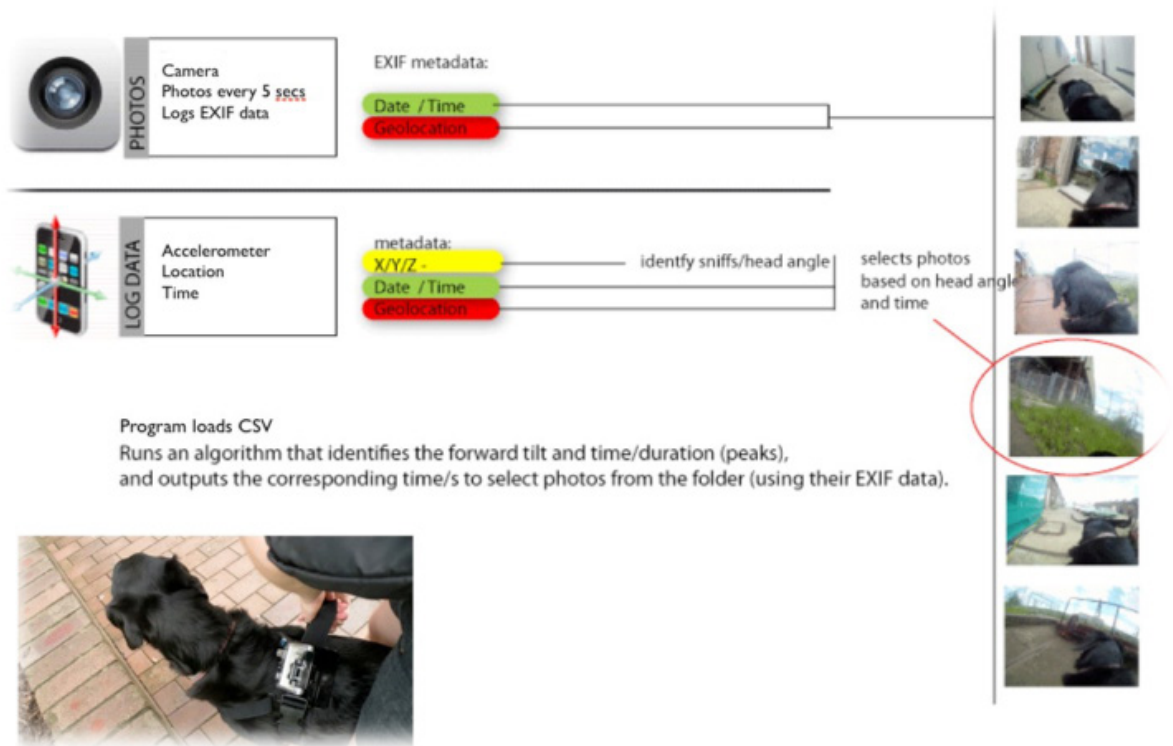 PHOTOS
Camera
Photos every 5 secs
Logs EXIF data
EXIF metadata:
Date / Time
Geolocation
LOG DATA
Accelerometer
Location
Time
metadata:
X/Y/Z -
Date / Time
Geolocation
identfy sniffs/head angle
selects photos
based on head angle
and time
Program loads CSV
Runs an algorithm that identifies the forward tilt and time/duration (peaks),
and outputs the corresponding time/s to select photos from the folder (using their EXIF data).